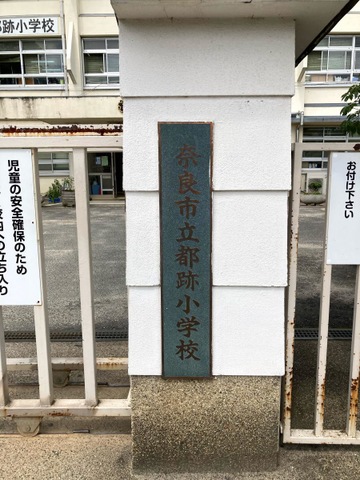 都跡小学校
奈良市立都跡小学校
児童の安全確保のため
お付け下さい